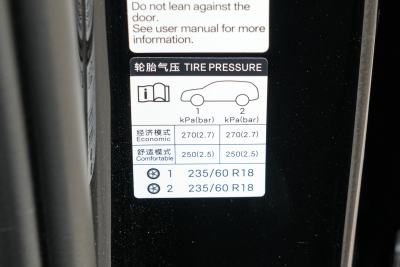 Do not lean against the
door.
See user manual for more
information.
轮胎气压 TIRE PRESSURE
1 2
kPa(bar) kPa(bar)
经济模式 270(2.7) 270(2.7)
Economic
舒适模式 250(2.5) 250(2.5)
Comfortable
1 235/60 R18
2 235/60 R18